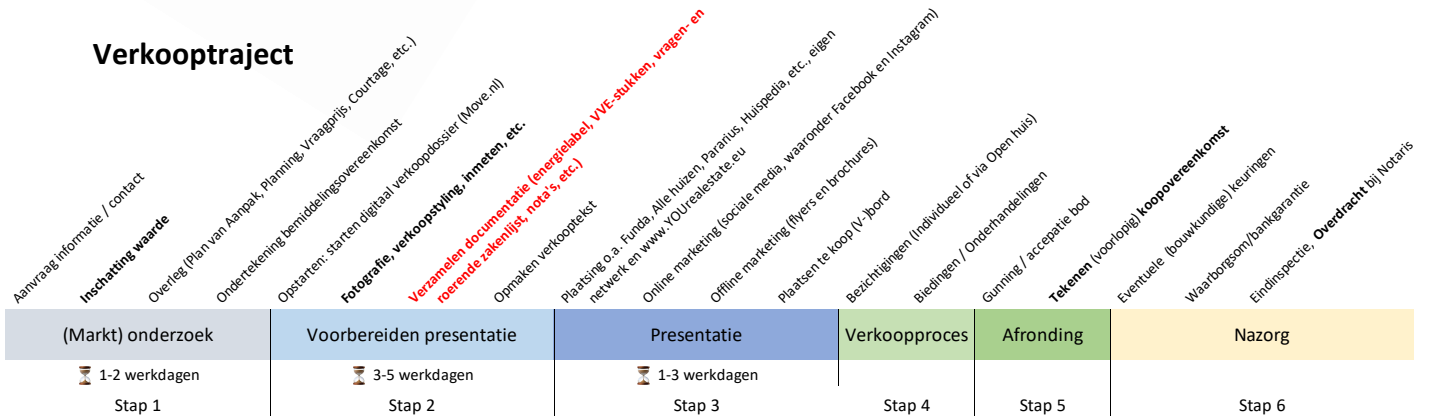 Verkooptraject
Aanvraag informatie / contact
Inschatting waarde
Overleg (Plan van Aanpak, Planning, Vraagprijs, Courtage, etc.)
Ondertekening bemiddelingsovereenkomst
Opstarten: starten digitaal verkoopdossier (Move.nl)
Fotografie, verkoopstyling, inmeten, etc.
Verzamelen documentatie (energielabel, VVE-stukken, vragen- en
roerende zakenlijst, nota's, etc.)
Opmaken verkooptekst
Plaatsing o.a. Funda, Alle huizen, Pararius, Huispedia, etc., eigen
netwerk en www.YOUrealestate.eu
Online marketing (sociale media, waaronder Facebook en Instagram)
Offline marketing (flyers en brochures)
Plaatsen te koop (V-)bord
Bezichtigingen (Individueel of via Open huis)
Biedingen / Onderhandelingen
Gunning / acceptatie bod
Tekenen (voorlopig) koopovereenkomst
Eventuele (bouwkundige) keuringen
Waarborgsom/bankgarantie
Eindinspectie, Overdracht bij Notaris
(Markt) onderzoek
Voorbereiden presentatie
Presentatie
Verkoopproces
Afronding
Nazorg
1-2 werkdagen
3-5 werkdagen
1-3 werkdagen
Stap 1
Stap 2
Stap 3
Stap 4
Stap 5
Stap 6